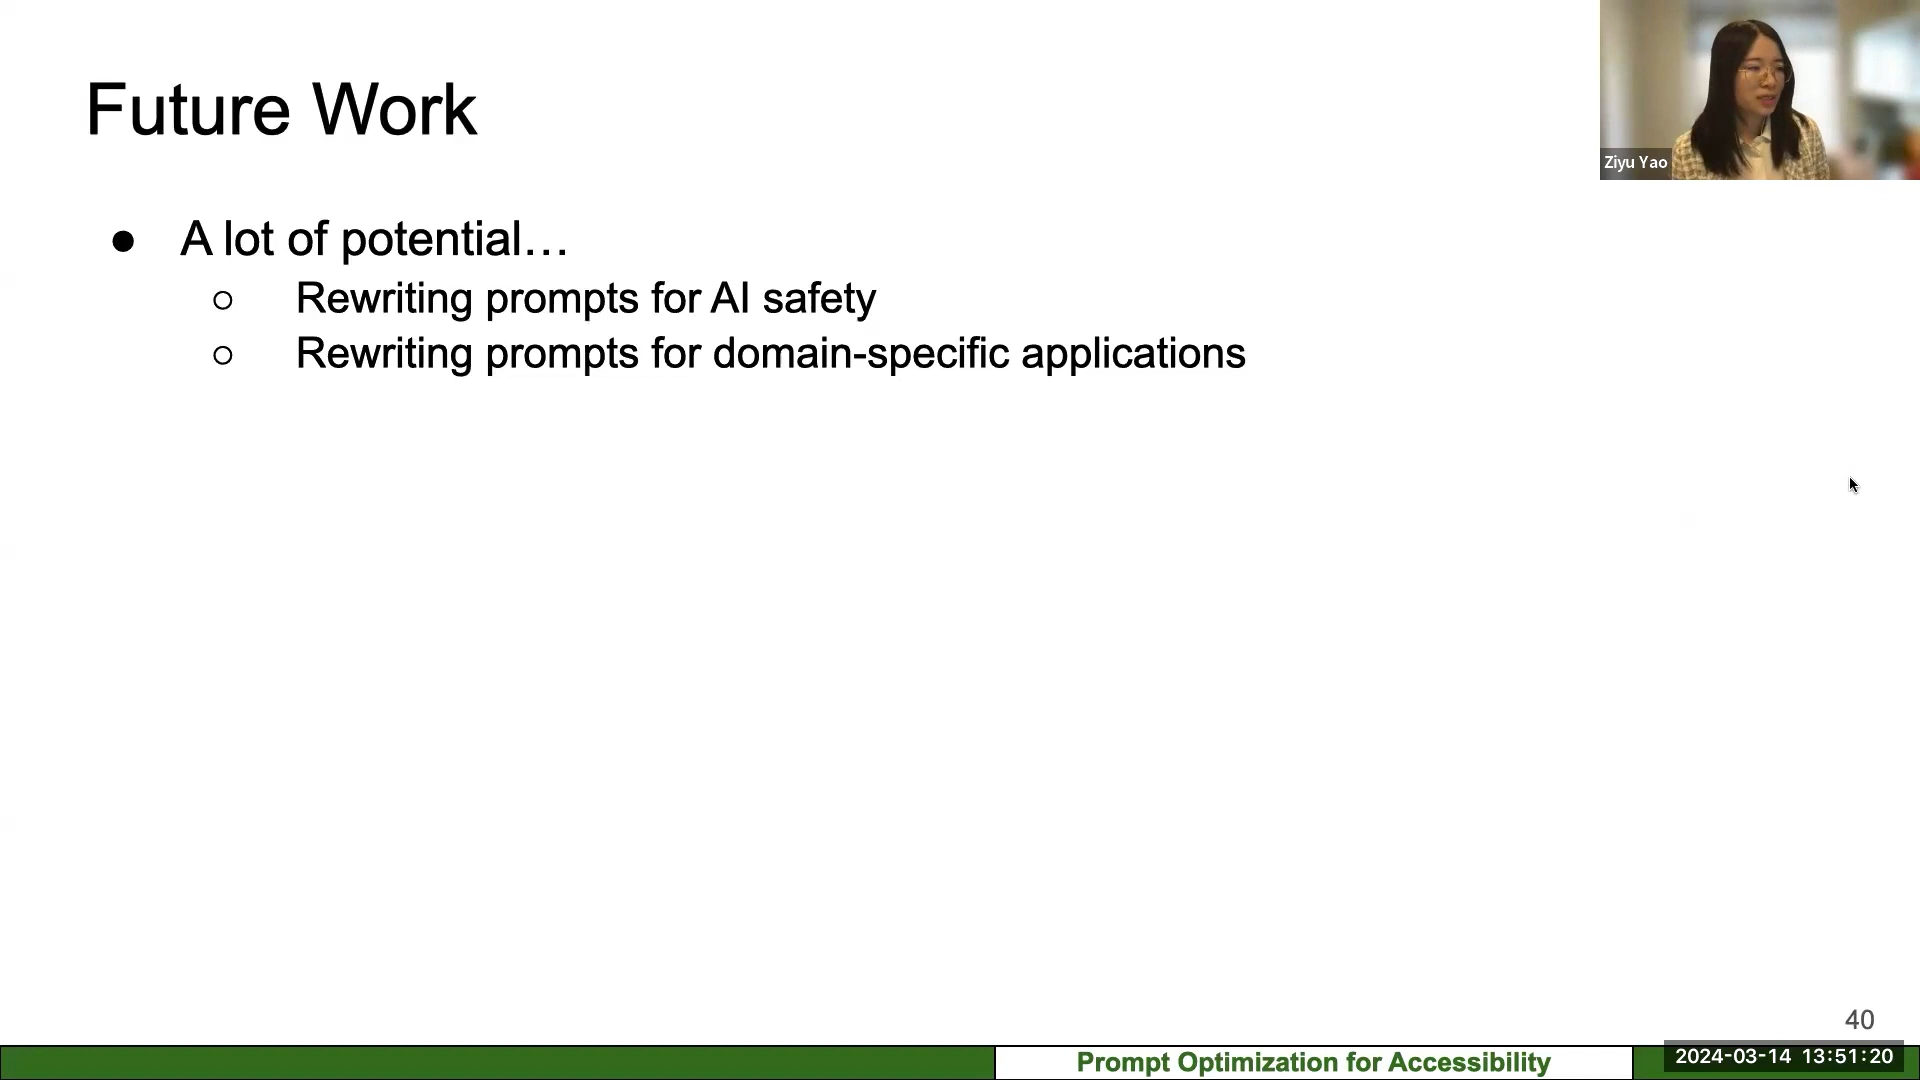 Future Work
Ziyu Yao
● A lot of potential…
○ Rewriting prompts for AI safety
○ Rewriting prompts for domain-specific applications
40
Prompt Optimization for Accessibility
2024-03-14 13:51:20